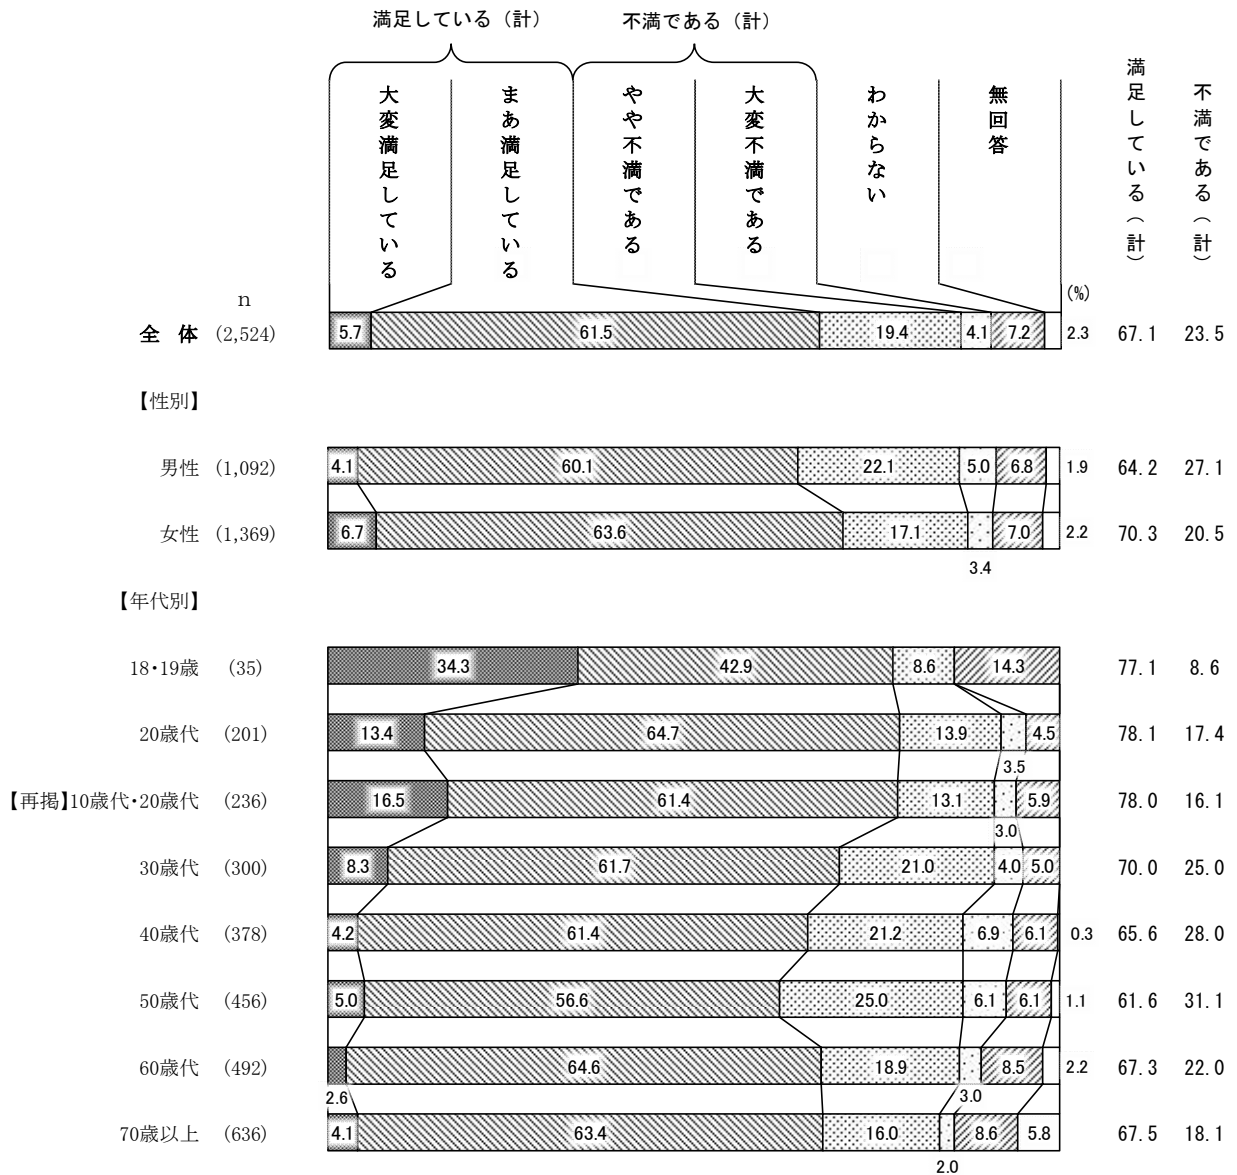 満足している（計） 不満である（計）
大変満足している
まあ満足している
やや不満である
大変不満である
わからない
無回答
満足している（計）
不満である（計）
n (%)
全 体 (2,524) 5.7 61.5 19.4 4.1 7.2 2.3 67.1 23.5
【性別】
男性 (1,092) 4.1 60.1 22.1 5.0 6.8 1.9 64.2 27.1
女性 (1,369) 6.7 63.6 17.1 7.0 2.2 70.3 20.5
3.4
【年代別】
18・19歳 (35) 34.3 42.9 8.6 14.3 77.1 8.6
20歳代 (201) 13.4 64.7 13.9 4.5 78.1 17.4
3.5
【再掲】10歳代・20歳代 (236) 16.5 61.4 13.1 5.9 78.0 16.1
3.0
30歳代 (300) 8.3 61.7 21.0 4.0 5.0 70.0 25.0
40歳代 (378) 4.2 61.4 21.2 6.9 6.1 0.3 65.6 28.0
50歳代 (456) 5.0 56.6 25.0 6.1 6.1 1.1 61.6 31.1
60歳代 (492) 64.6 18.9 8.5 2.2 67.3 22.0
2.6 3.0
70歳以上 (636) 4.1 63.4 16.0 8.6 5.8 67.5 18.1
2.0